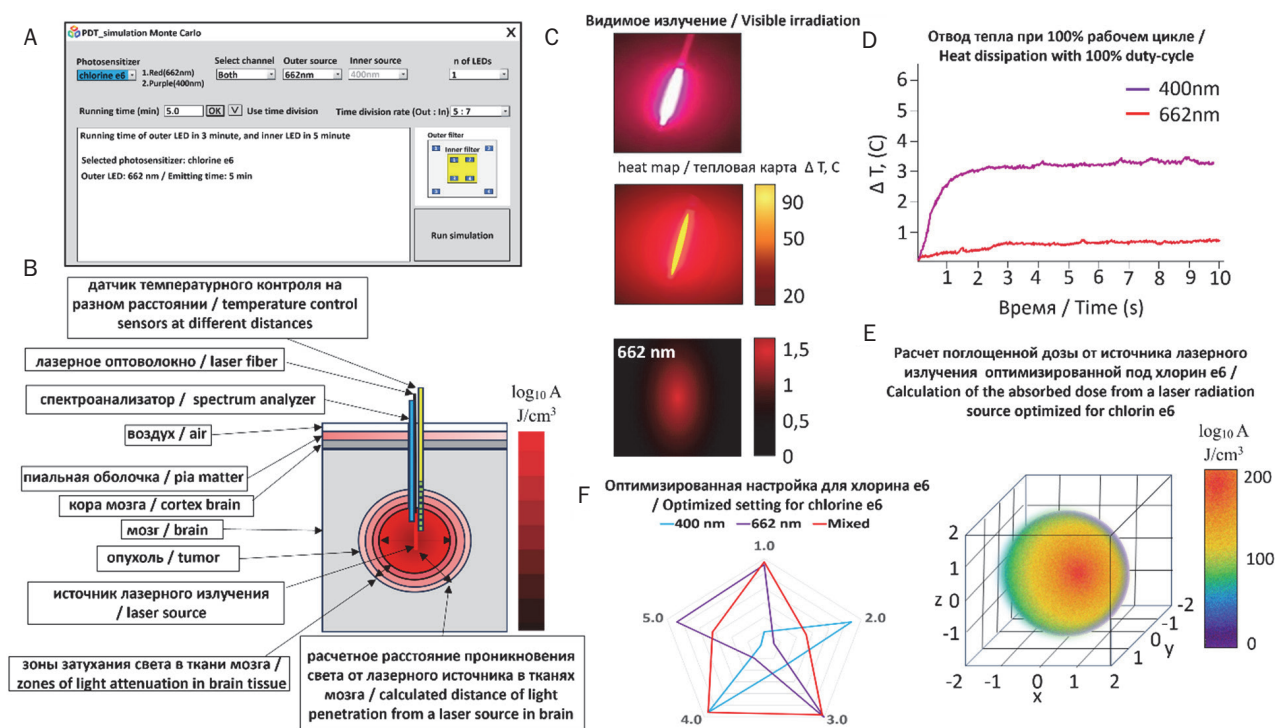 A
PDT_simulation Monte Carlo
X
Photosensitizer
chlorine e6
1.Red(662nm)
2.Purple(400nm)
Select channel
Both
Outer source
662nm
Inner source
400nm
n of LEDs
1
Running time (min)
5.0
OK
V
Use time division
Time division rate (Out : In)
5 : 7
Running time of outer LED in 3 minute, and inner LED in 5 minute
Selected photosensitizer: chlorine e6
Outer LED: 662 nm / Emitting time: 5 min
Outer filter
Inner filter
Run simulation
B
датчик температурного контроля на
разном расстоянии / temperature control
sensors at different distances
лазерное оптоволокно / laser fiber
спектроанализатор / spectrum analyzer
воздух / air
пиальная оболочка / pia matter
кора мозга / cortex brain
мозг / brain
опухоль / tumor
источник лазерного излучения
/ laser source
зоны затухания света в ткани мозга /
zones of light attenuation in brain tissue
расчетное расстояние проникновения
света от лазерного источника в тканях
мозга / calculated distance of light
penetration from a laser source in brain
log10 A
J/cm³
C
Видимое излучение / Visible irradiation
heat map / тепловая карта Δ T, C
90
50
20
662 nm
1,5
1
0,5
0
D
Отвод тепла при 100% рабочем цикле /
Heat dissipation with 100% duty-cycle
400nm
662nm
Δ T, (C)
6
5
4
3
2
1
1 2 3 4 5 6 7 8 9 10
Время / Time (s)
E
Расчет поглощенной дозы от источника лазерного
излучения оптимизированной под хлорин е6 /
Calculation of the absorbed dose from a laser radiation
source optimized for chlorin e6
log10 A
J/cm³
200
100
0
2
1
z 0
-1
-2 -1 0 1 2
x
-2
-1
0
y
1
F
Оптимизированная настройка для хлорина е6
/ Optimized setting for chlorine e6
400 nm
662 nm
Mixed
1.0
2.0
3.0
4.0
5.0